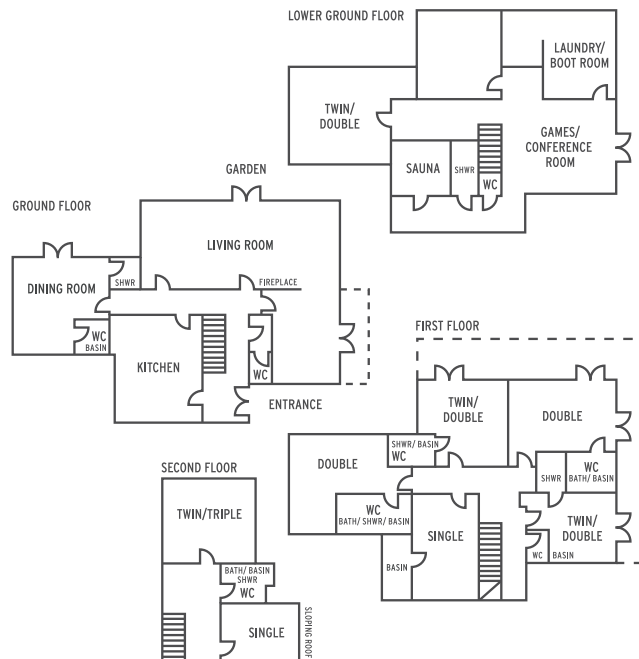 LOWER GROUND FLOOR
LAUNDRY/
BOOT ROOM
TWIN/
DOUBLE
GAMES/
CONFERENCE
ROOM
SAUNA
SHWR
WC
GARDEN
GROUND FLOOR
LIVING ROOM
DINING ROOM
SHWR
FIREPLACE
WC
BASIN
KITCHEN
WC
ENTRANCE
FIRST FLOOR
TWIN/
DOUBLE
DOUBLE
SHWR/ BASIN
WC
DOUBLE
SHWR
WC
BATH/ BASIN
WC
BATH/ SHWR/ BASIN
SINGLE
TWIN/
DOUBLE
WC
BASIN
BASIN
SECOND FLOOR
TWIN/TRIPLE
BATH/ BASIN
SHWR
WC
SINGLE
SLOPING ROOF